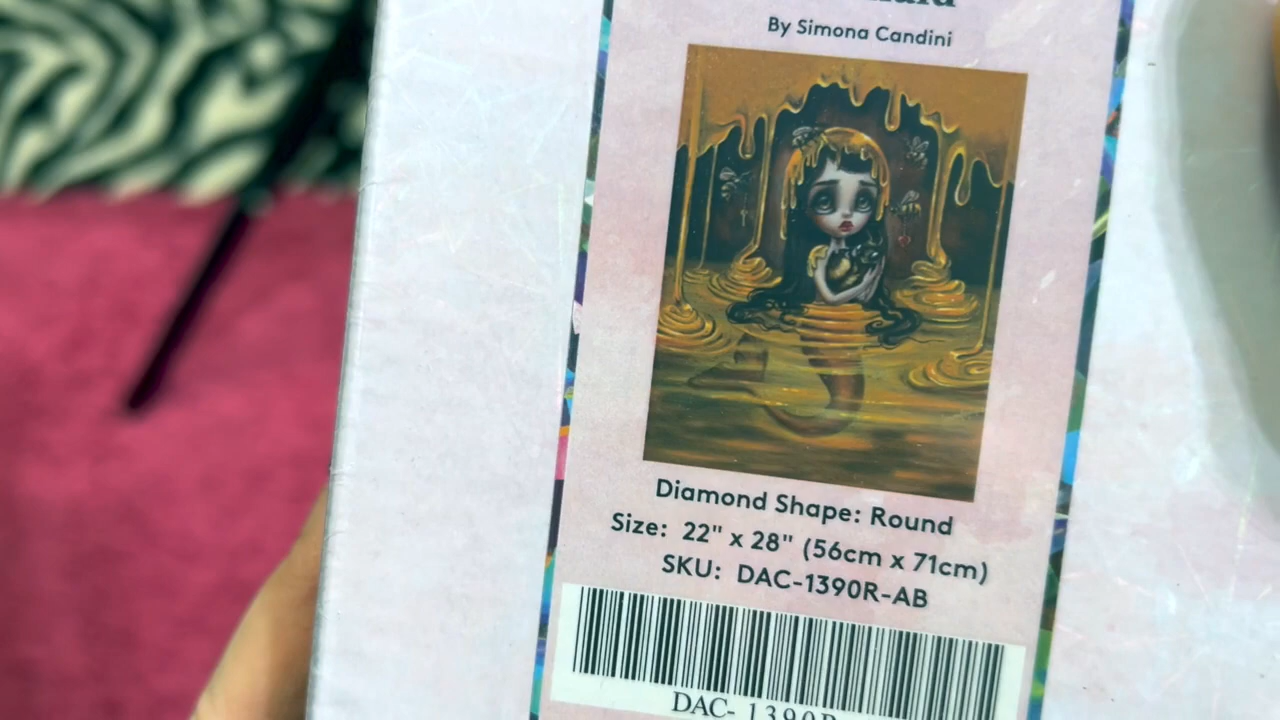 By Simona Candini
Diamond Shape: Round
Size: 22" x 28" (56cm x 71cm)
SKU: DAC-1390R-AB
DAC- 1390R